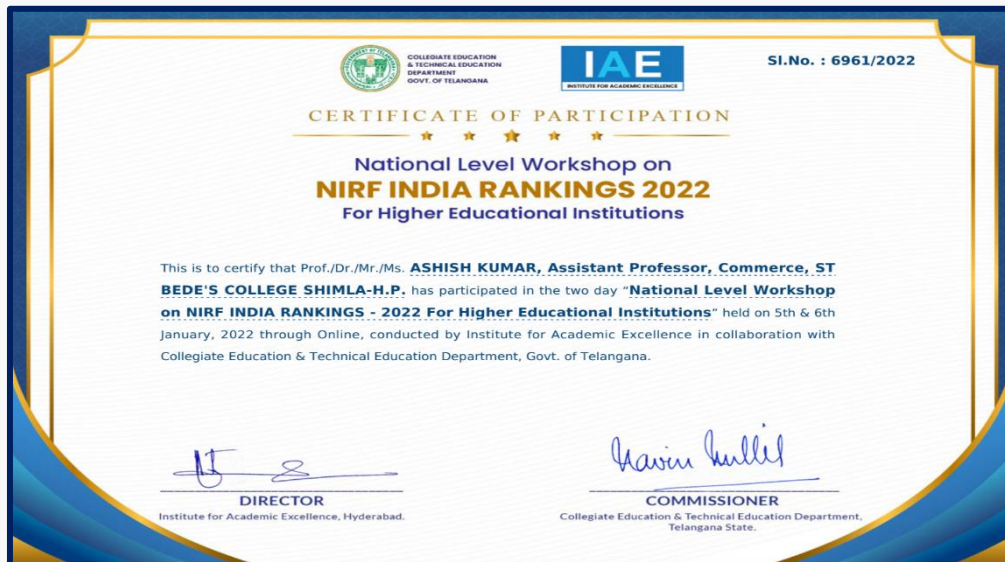 GOVERNMENT OF TELANGANA
COLLEGIATE EDUCATION
& TECHNICAL EDUCATION
DEPARTMENT
GOVT. OF TELANGANA
IAE
INSTITUTE FOR ACADEMIC EXCELLENCE
Sl.No. : 6961/2022
CERTIFICATE OF PARTICIPATION
National Level Workshop on
NIRF INDIA RANKINGS 2022
For Higher Educational Institutions
This is to certify that Prof./Dr./Mr./Ms. ASHISH KUMAR, Assistant Professor, Commerce, ST
BEDE'S COLLEGE SHIMLA-H.P. has participated in the two day “National Level Workshop
on NIRF INDIA RANKINGS - 2022 For Higher Educational Institutions” held on 5th & 6th
January, 2022 through Online, conducted by Institute for Academic Excellence in collaboration with
Collegiate Education & Technical Education Department, Govt. of Telangana.
Navin Mittal
DIRECTOR
Institute for Academic Excellence, Hyderabad.
COMMISSIONER
Collegiate Education & Technical Education Department,
Telangana State.